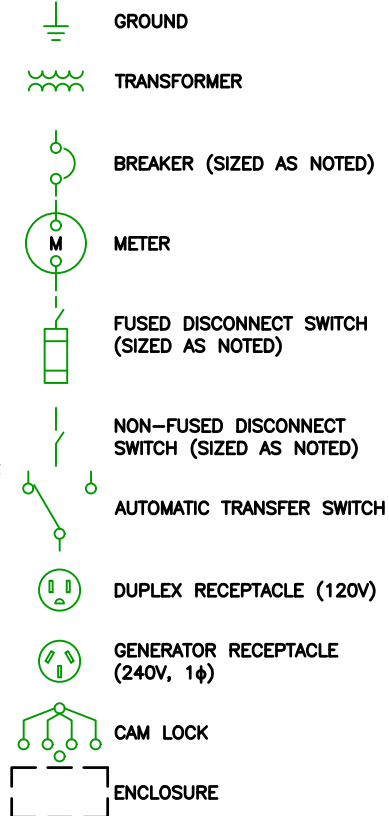 GROUND
TRANSFORMER
BREAKER (SIZED AS NOTED)
M
METER
FUSED DISCONNECT SWITCH
(SIZED AS NOTED)
NON-FUSED DISCONNECT
SWITCH (SIZED AS NOTED)
AUTOMATIC TRANSFER SWITCH
DUPLEX RECEPTACLE (120V)
GENERATOR RECEPTACLE
(240V, 1ϕ)
CAM LOCK
ENCLOSURE